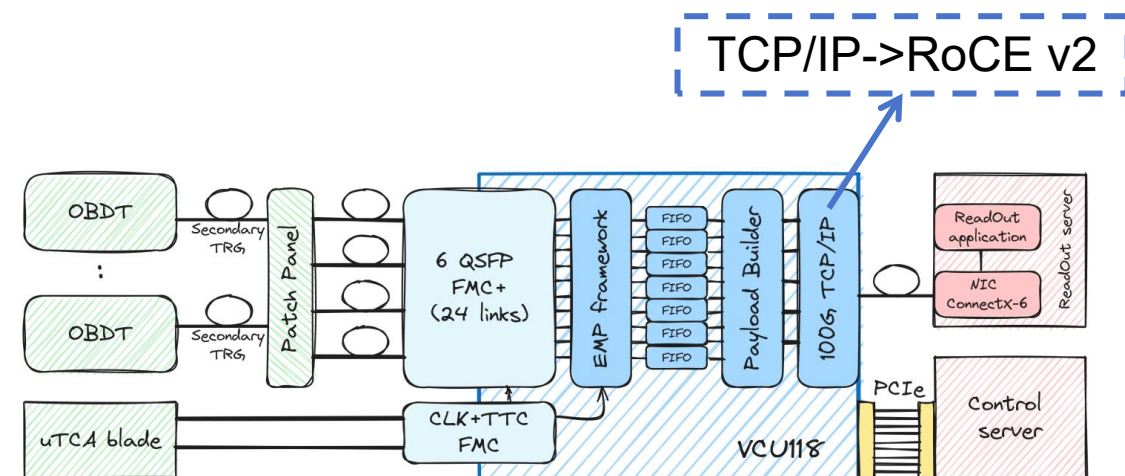 TCP/IP->RoCE v2
OBDT
Secondary
TRG
:
OBDT
Secondary
TRG
Patch Panel
uTCA blade
6 QSFP
FMC+
(24 links)
CLK+TTC
FMC
EMP framework
FIFO
FIFO
FIFO
FIFO
FIFO
FIFO
FIFO
Payload Builder
100G TCP/IP
VCU118
ReadOut
application
NIC
ConnectX-6
ReadOut server
PCIe
Control
server